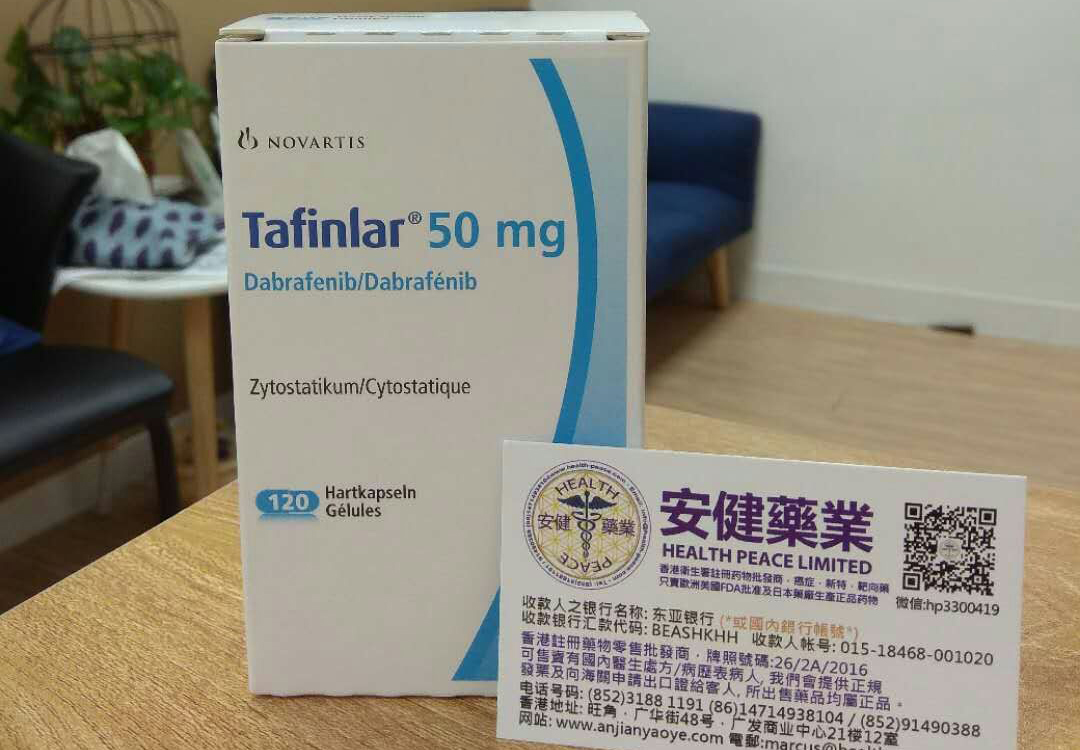 NOVARTIS
Tafinlar® 50 mg
Dabrafenib/Dabrafénib
Zytostatikum/Cytostatique
120 Hartkapseln
Gélules
HEALTH
安健 藥業
PEACE
安健藥業
HEALTH PEACE LIMITED
香港衛生署註冊药物批發商﹐癌症﹐新特﹐靶向藥
只賣歐洲美國FDA批准及日本藥廠生產正品药物
微信:hp3300419
收款人之银行名称: 东亚银行 (*或國内銀行帳號*)
收款银行汇款代码: BEASHKHH 收款人帐号: 015-18468-001020
香港註冊藥物零售批發商﹐牌照號碼:26/2A/2016
可售賣有國內醫生處方/病歷表病人, 我們會提供正規
發票及向海關申請出口證給客人, 所出售藥品均屬正品。
电话号码: (852)3188 1191 (86)14714938104 / (852)91490388
香港地址: 旺角﹐广华街48号﹐广发商业中心21楼12室
网站: www.anjianyaoye.com 電郵:marcus@